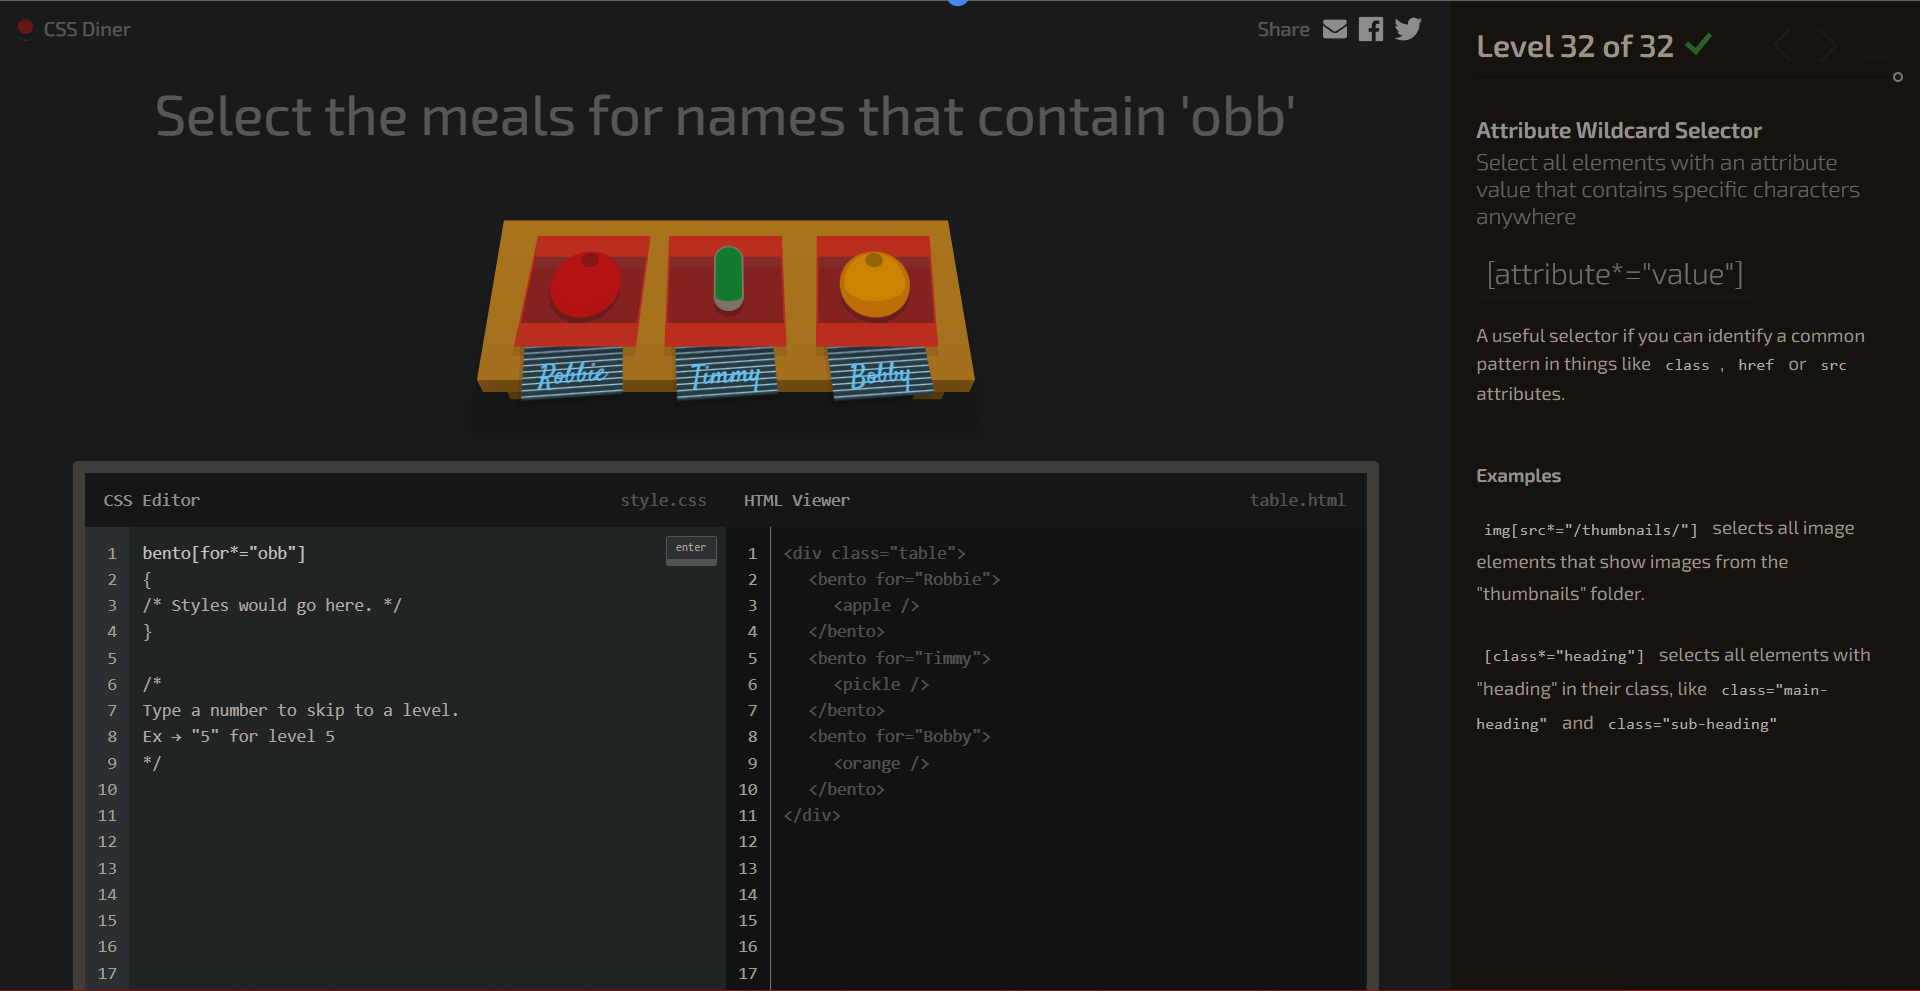 CSS Diner
Share
Select the meals for names that contain 'obb'
Robbie
Timmy
Bobby
CSS Editor
style.css
1 bento[for*="obb"]
enter
2 {
3 /* Styles would go here. */
4 }
5
6 /*
7 Type a number to skip to a level.
8 Ex → "5" for level 5
9 */
10
11
12
13
14
15
16
17
HTML Viewer
table.html
1 <div class="table">
2 <bento for="Robbie">
3 <apple />
4 </bento>
5 <bento for="Timmy">
6 <pickle />
7 </bento>
8 <bento for="Bobby">
9 <orange />
10 </bento>
11 </div>
12
13
14
15
16
17
Level 32 of 32
Attribute Wildcard Selector
Select all elements with an attribute
value that contains specific characters
anywhere
[attribute*="value"]
A useful selector if you can identify a common
pattern in things like class , href or src
attributes.
Examples
img[src*="/thumbnails/"] selects all image
elements that show images from the
"thumbnails" folder.
[class*="heading"] selects all elements with
"heading" in their class, like class="main-
heading" and class="sub-heading"